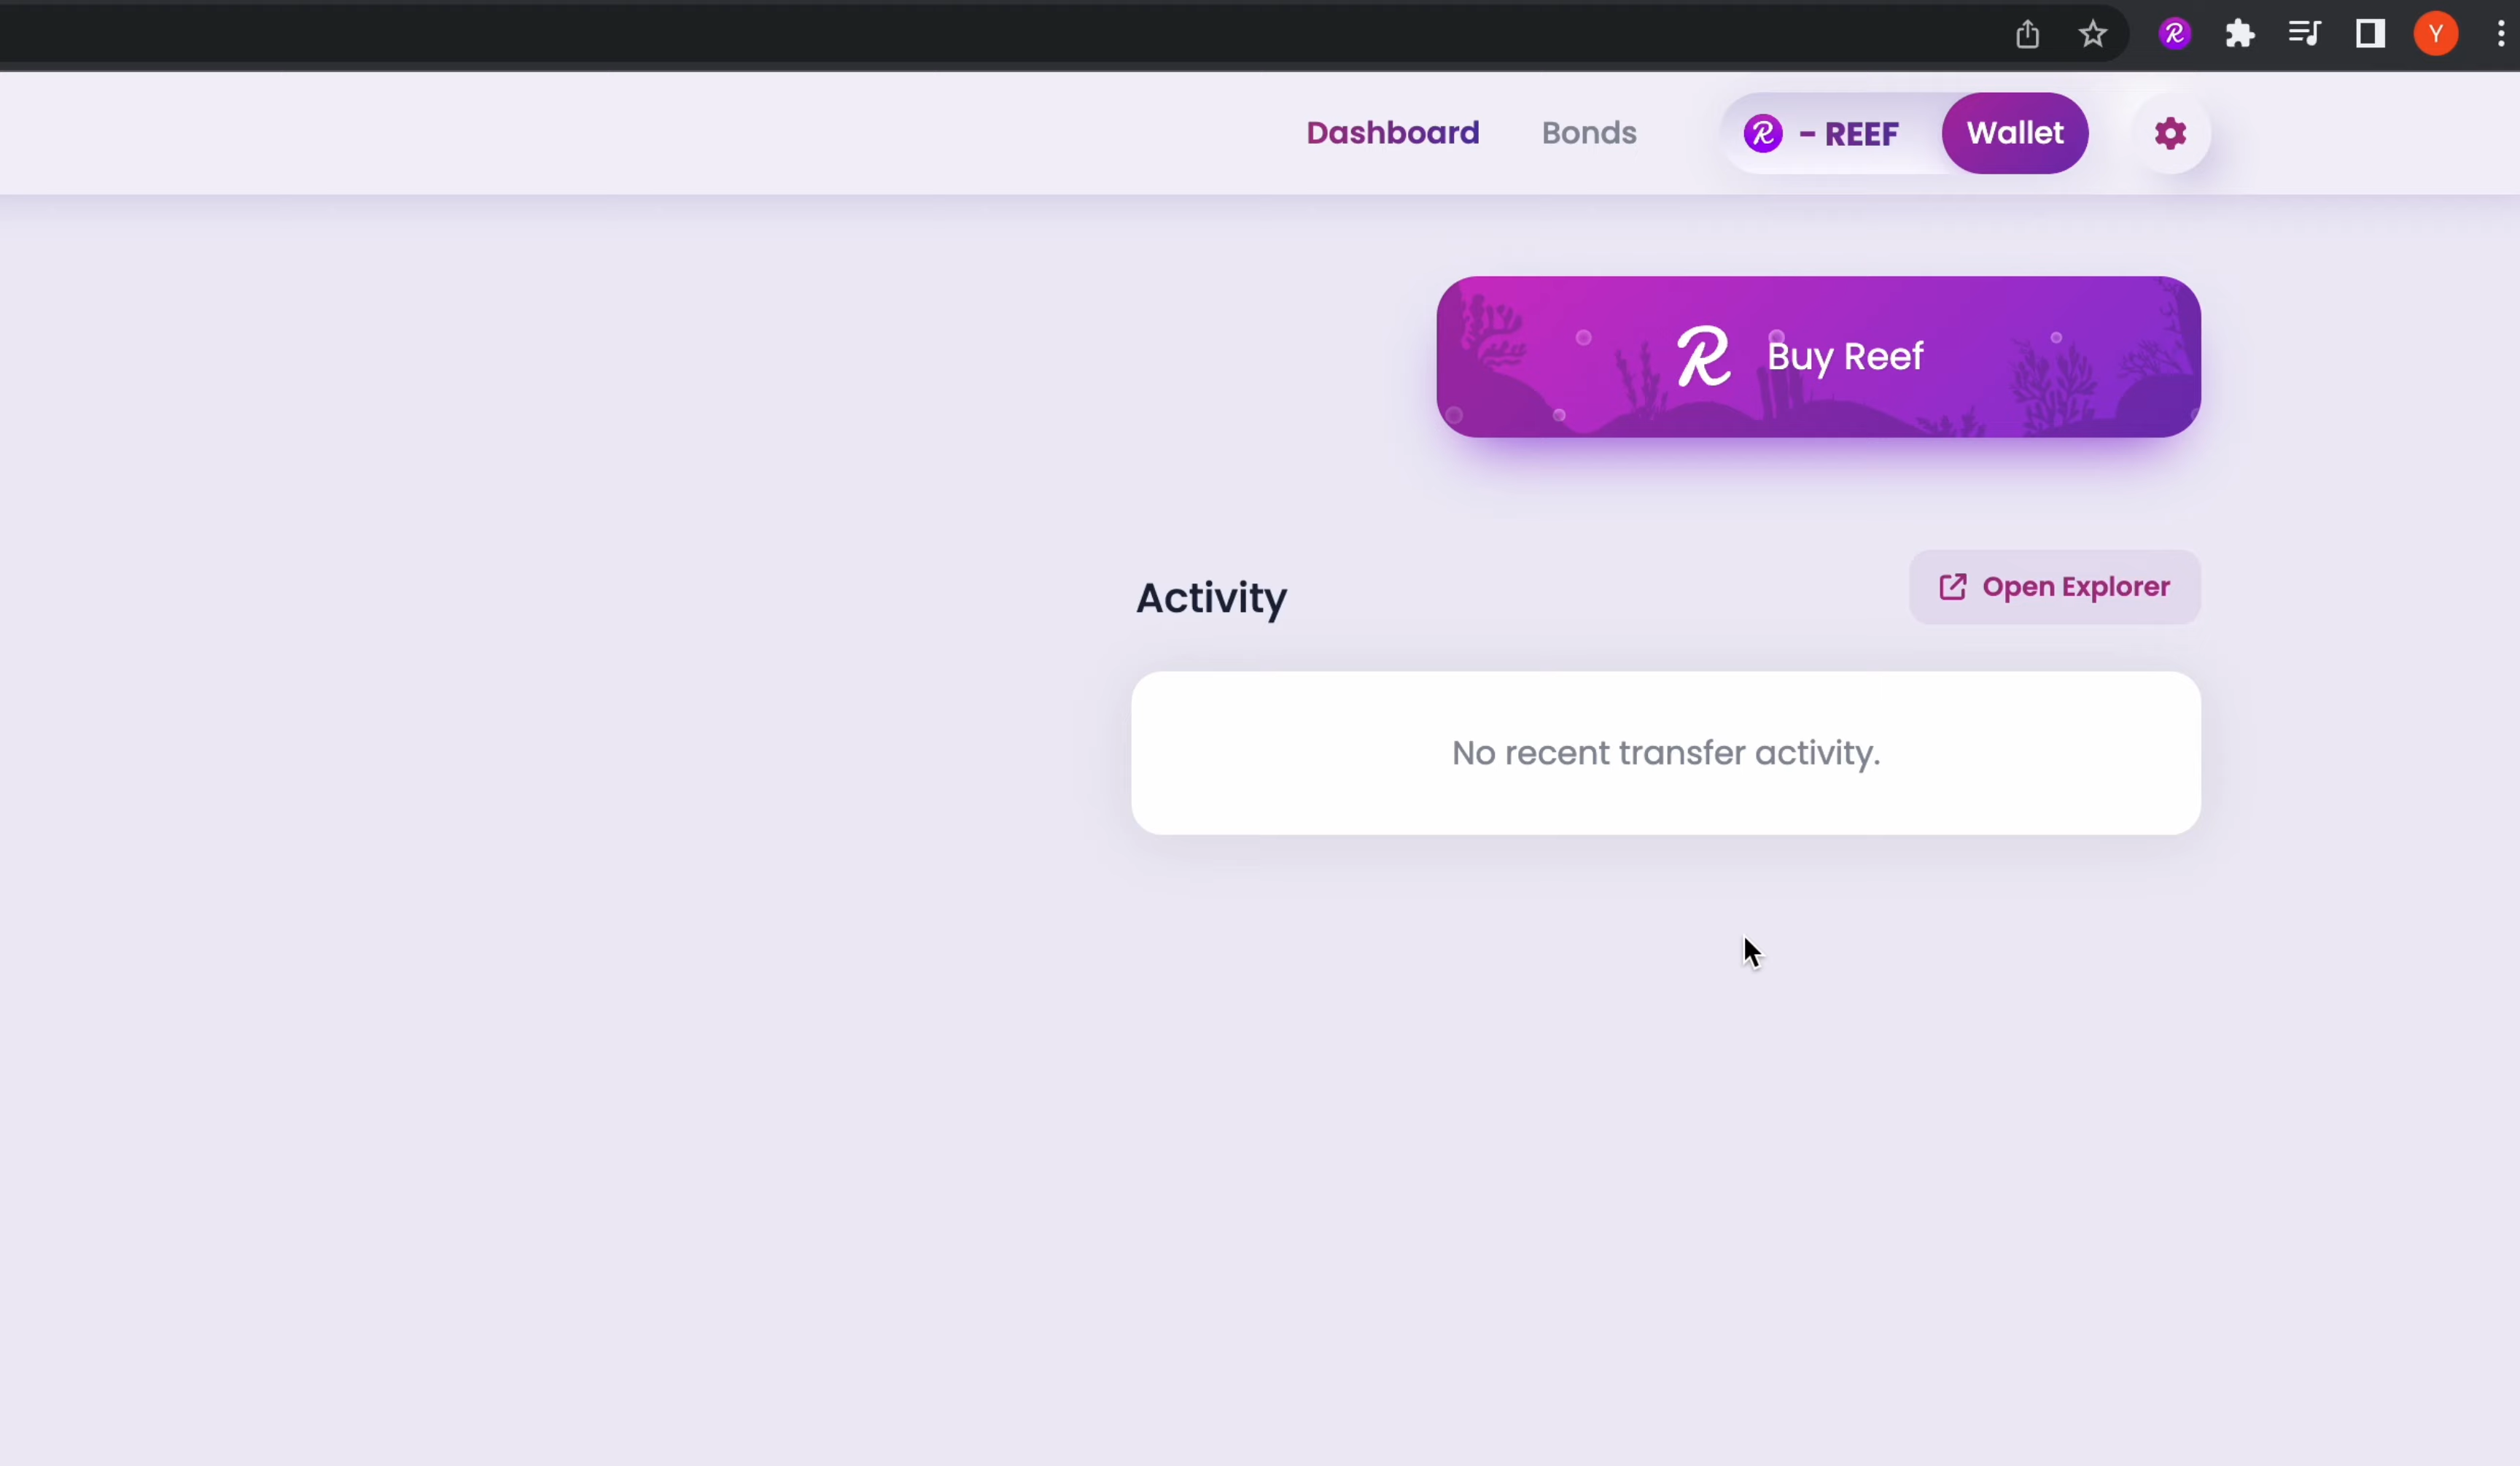 Y
Dashboard
Bonds
– REEF
Wallet
Buy Reef
Activity
Open Explorer
No recent transfer activity.